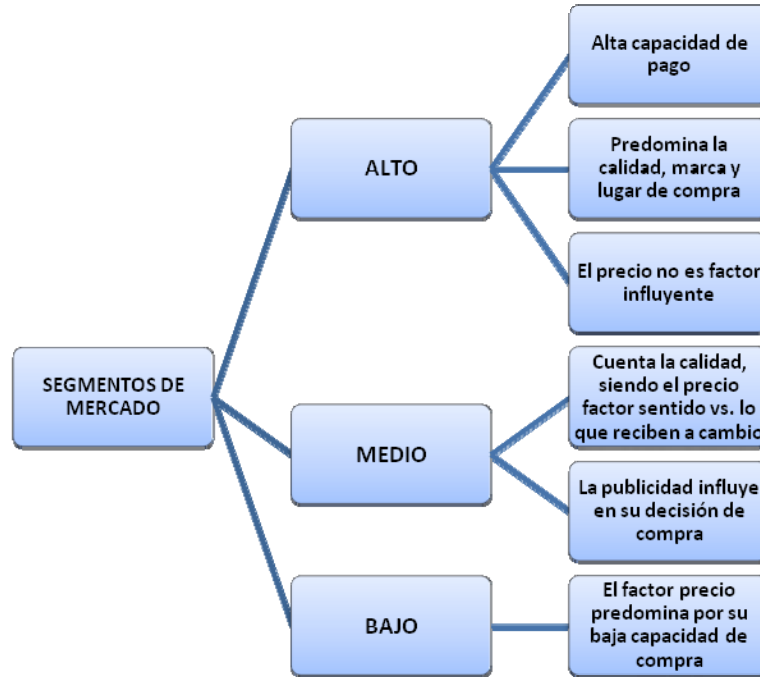 SEGMENTOS DE
MERCADO
ALTO
Alta capacidad de
pago
Predomina la
calidad, marca y
lugar de compra
El precio no es factor
influyente
MEDIO
Cuenta la calidad,
siendo el precio
factor sentido vs. lo
que reciben a cambio
La publicidad influye
en su decisión de
compra
BAJO
El factor precio
predomina por su
baja capacidad de
compra